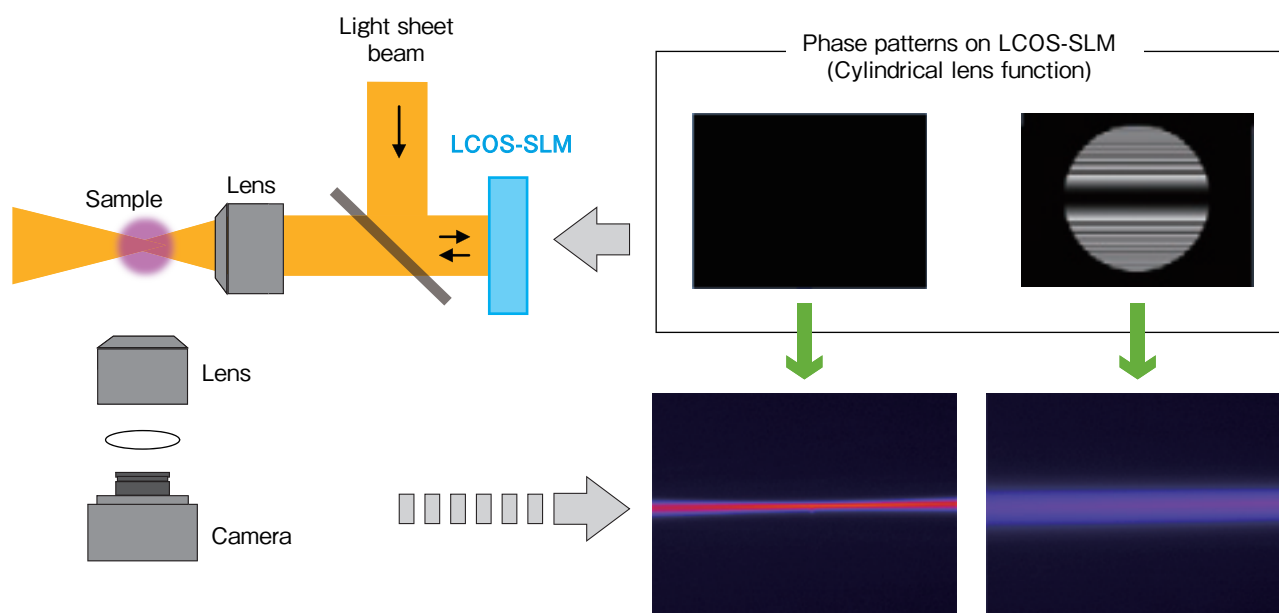 Light sheet
beam
LCOS-SLM
Lens
Sample
Lens
Camera
Phase patterns on LCOS-SLM
(Cylindrical lens function)